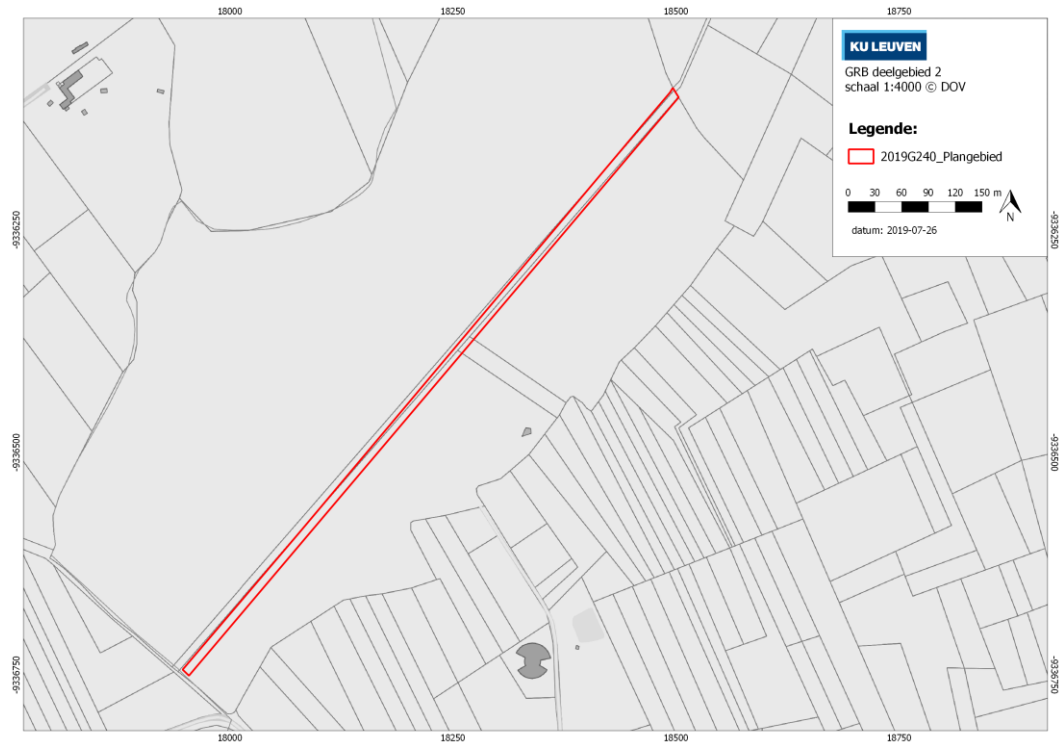 18000 18250 18500 18750
KU LEUVEN
GRB deelgebied 2
schaal 1:4000 © DOV
Legende:
2019G240_Plangebied
0 30 60 90 120 150 m
N
datum: 2019-07-26
-9336250 -9336250
-9336500 -9336500
-9336750 -9336750
18000 18250 18500 18750